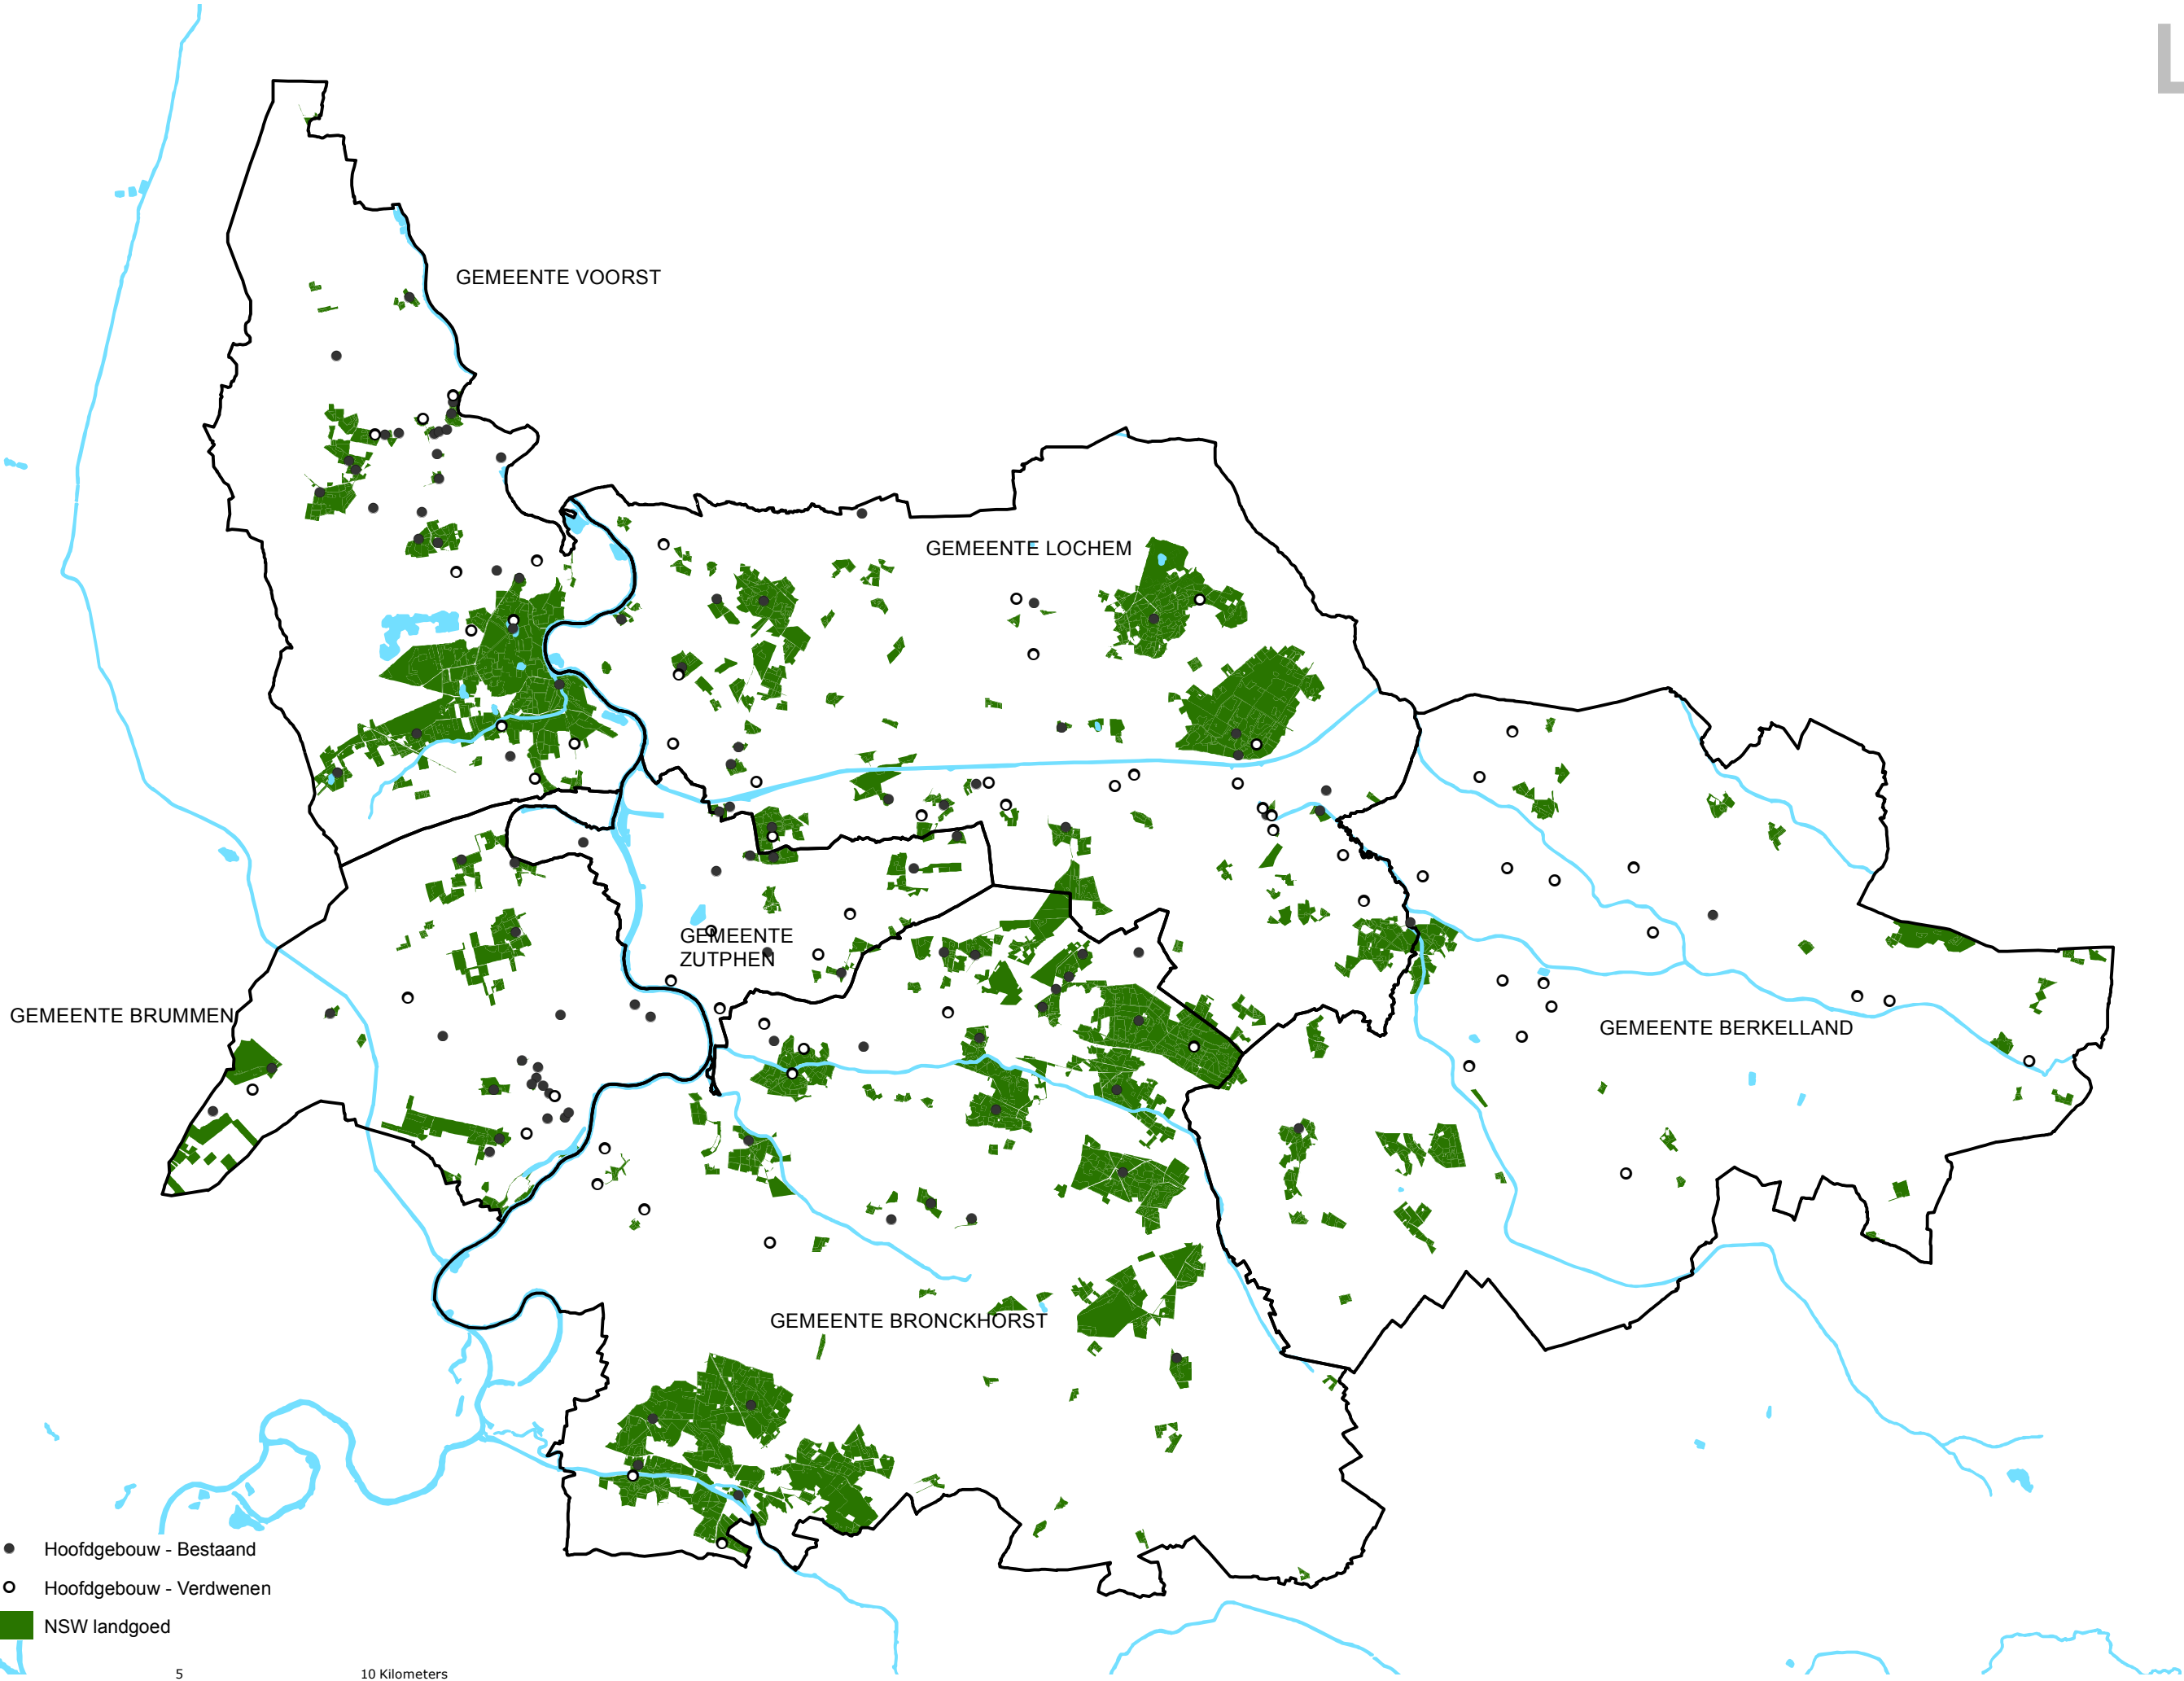 L
GEMEENTE VOORST
GEMEENTE LOCHEM
GEMEENTE
ZUTPHEN
GEMEENTE BRUMMEN
GEMEENTE BERKELLAND
GEMEENTE BRONCKHORST
Hoofdgebouw - Bestaand
Hoofdgebouw - Verdwenen
NSW landgoed
5 10 Kilometers